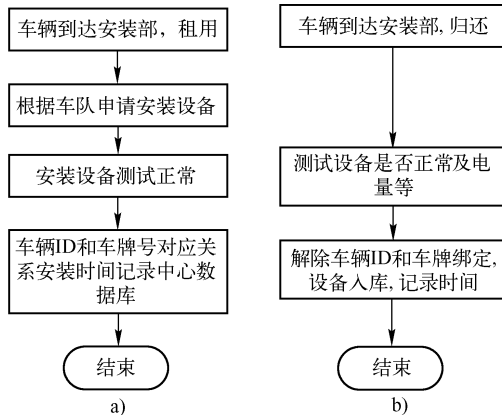 车辆到达安装部，租用
根据车队申请安装设备
安装设备测试正常
车辆ID和车牌号对应关
系安装时间记录中心数
据库
结束
a)
车辆到达安装部, 归还
测试设备是否正常及电
量等
解除车辆ID和车牌绑定,
设备入库, 记录时间
结束
b)